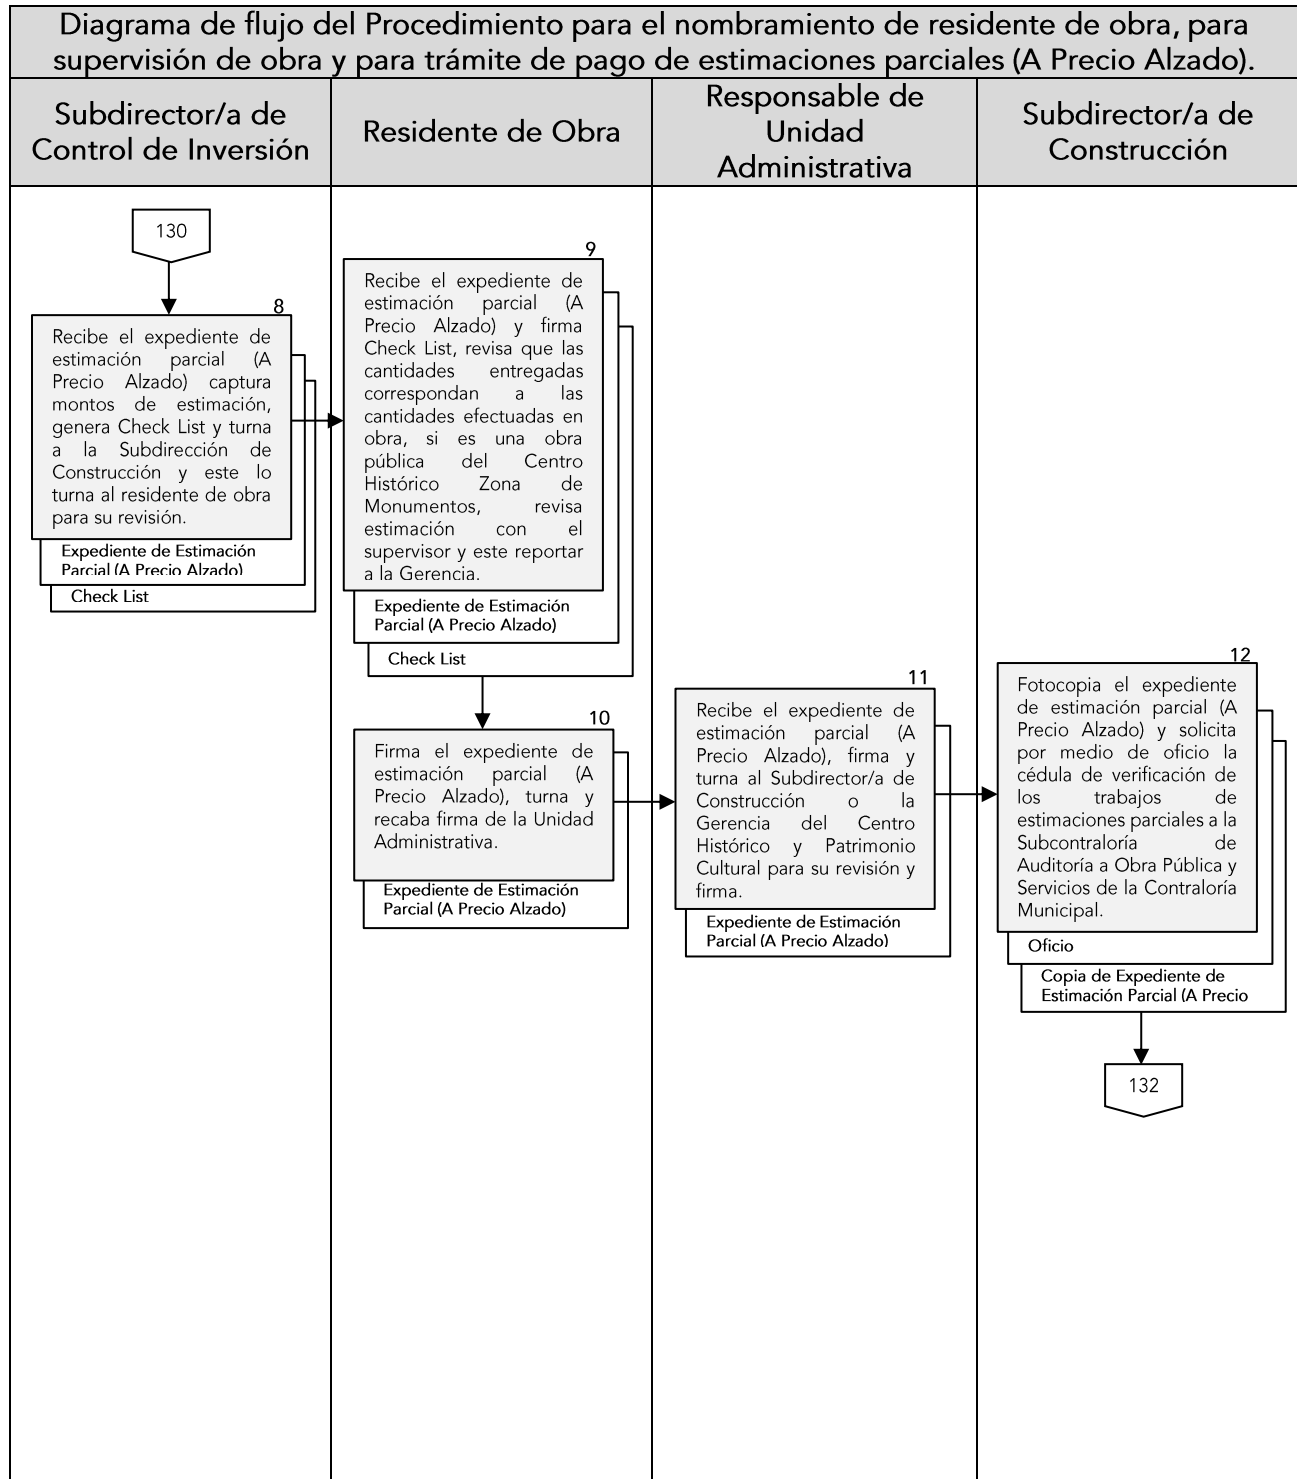 Diagrama de flujo del Procedimiento para el nombramiento de residente de obra, para
supervisión de obra y para trámite de pago de estimaciones parciales (A Precio Alzado).
Subdirector/a de
Control de Inversión
Residente de Obra
Responsable de
Unidad
Administrativa
Subdirector/a de
Construcción
130
8
Recibe el expediente de
estimación parcial (A
Precio Alzado) captura
montos de estimación,
genera Check List y turna
a la Subdirección de
Construcción y este lo
turna al residente de obra
para su revisión.
Expediente de Estimación
Parcial (A Precio Alzado)
Check List
9
Recibe el expediente de
estimación parcial (A
Precio Alzado) y firma
Check List, revisa que las
cantidades entregadas
correspondan a las
cantidades efectuadas en
obra, si es una obra
pública del Centro
Histórico Zona de
Monumentos, revisa
estimación con el
supervisor y este reportar
a la Gerencia.
Expediente de Estimación
Parcial (A Precio Alzado)
Check List
10
Firma el expediente de
estimación parcial (A
Precio Alzado), turna y
recaba firma de la Unidad
Administrativa.
Expediente de Estimación
Parcial (A Precio Alzado)
11
Recibe el expediente de
estimación parcial (A
Precio Alzado), firma y
turna al Subdirector/a de
Construcción o la
Gerencia del Centro
Histórico y Patrimonio
Cultural para su revisión y
firma.
Expediente de Estimación
Parcial (A Precio Alzado)
12
Fotocopia el expediente
de estimación parcial (A
Precio Alzado) y solicita
por medio de oficio la
cédula de verificación de
los trabajos de
estimaciones parciales a la
Subcontraloría de
Auditoría a Obra Pública y
Servicios de la Contraloría
Municipal.
Oficio
Copia de Expediente de
Estimación Parcial (A Precio
132